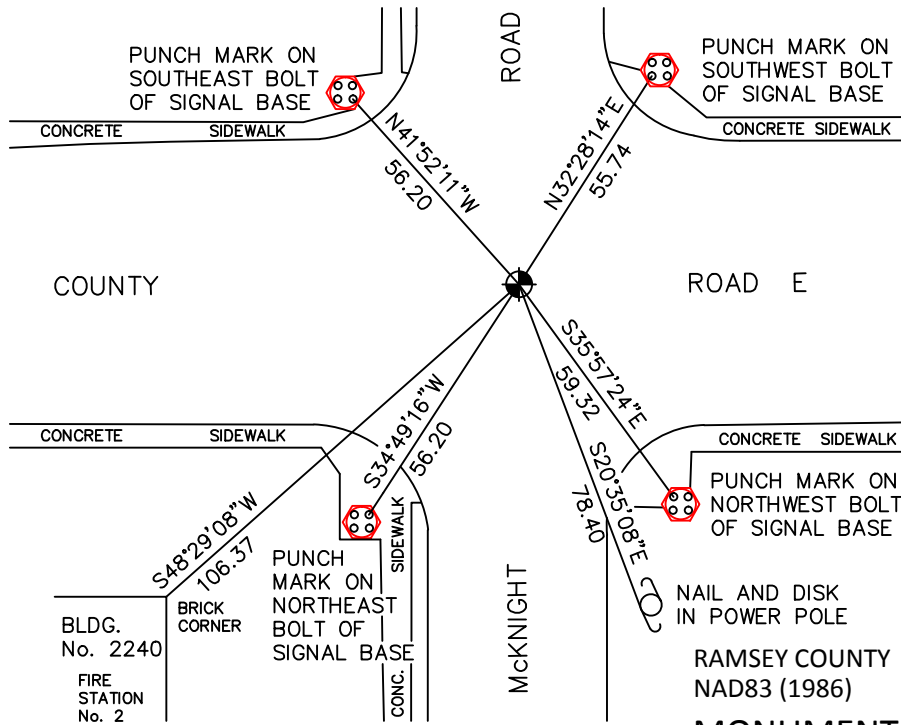 ROAD
PUNCH MARK ON
SOUTHEAST BOLT
OF SIGNAL BASE
PUNCH MARK ON
SOUTHWEST BOLT
OF SIGNAL BASE
CONCRETE SIDEWALK
CONCRETE SIDEWALK
N41°52'11"W
56.20
N32°28'14"E
55.74
COUNTY
ROAD E
S35°57'24"E
59.32
S34°49'16"W
56.20
S20°35'08"E
78.40
S48°29'08"W
106.37
CONCRETE SIDEWALK
CONCRETE SIDEWALK
PUNCH MARK ON
NORTHWEST BOLT
OF SIGNAL BASE
PUNCH
MARK ON
NORTHEAST
BOLT OF
SIGNAL BASE
CONC. SIDEWALK
McKNIGHT
NAIL AND DISK
IN POWER POLE
BRICK
CORNER
BLDG.
No. 2240
FIRE
STATION
No. 2
RAMSEY COUNTY
NAD83 (1986)
MONUMENT